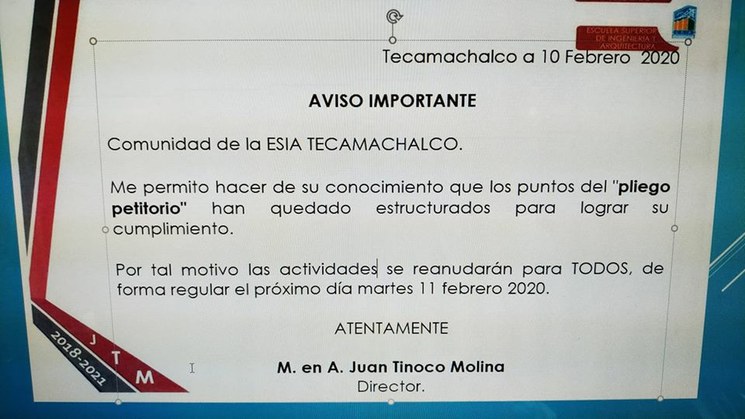 ESCUELA SUPERIOR
DE INGENIERÍA Y
ARQUITECTURA
Tecamachalco a 10 Febrero 2020
AVISO IMPORTANTE
Comunidad de la ESIA TECAMACHALCO.
Me permito hacer de su conocimiento que los puntos del "pliego
petitorio" han quedado estructurados para lograr su
cumplimiento.
Por tal motivo las actividades se reanudarán para TODOS, de
forma regular el próximo día martes 11 febrero 2020.
ATENTAMENTE
M. en A. Juan Tinoco Molina
Director.
J T M
2018-2021